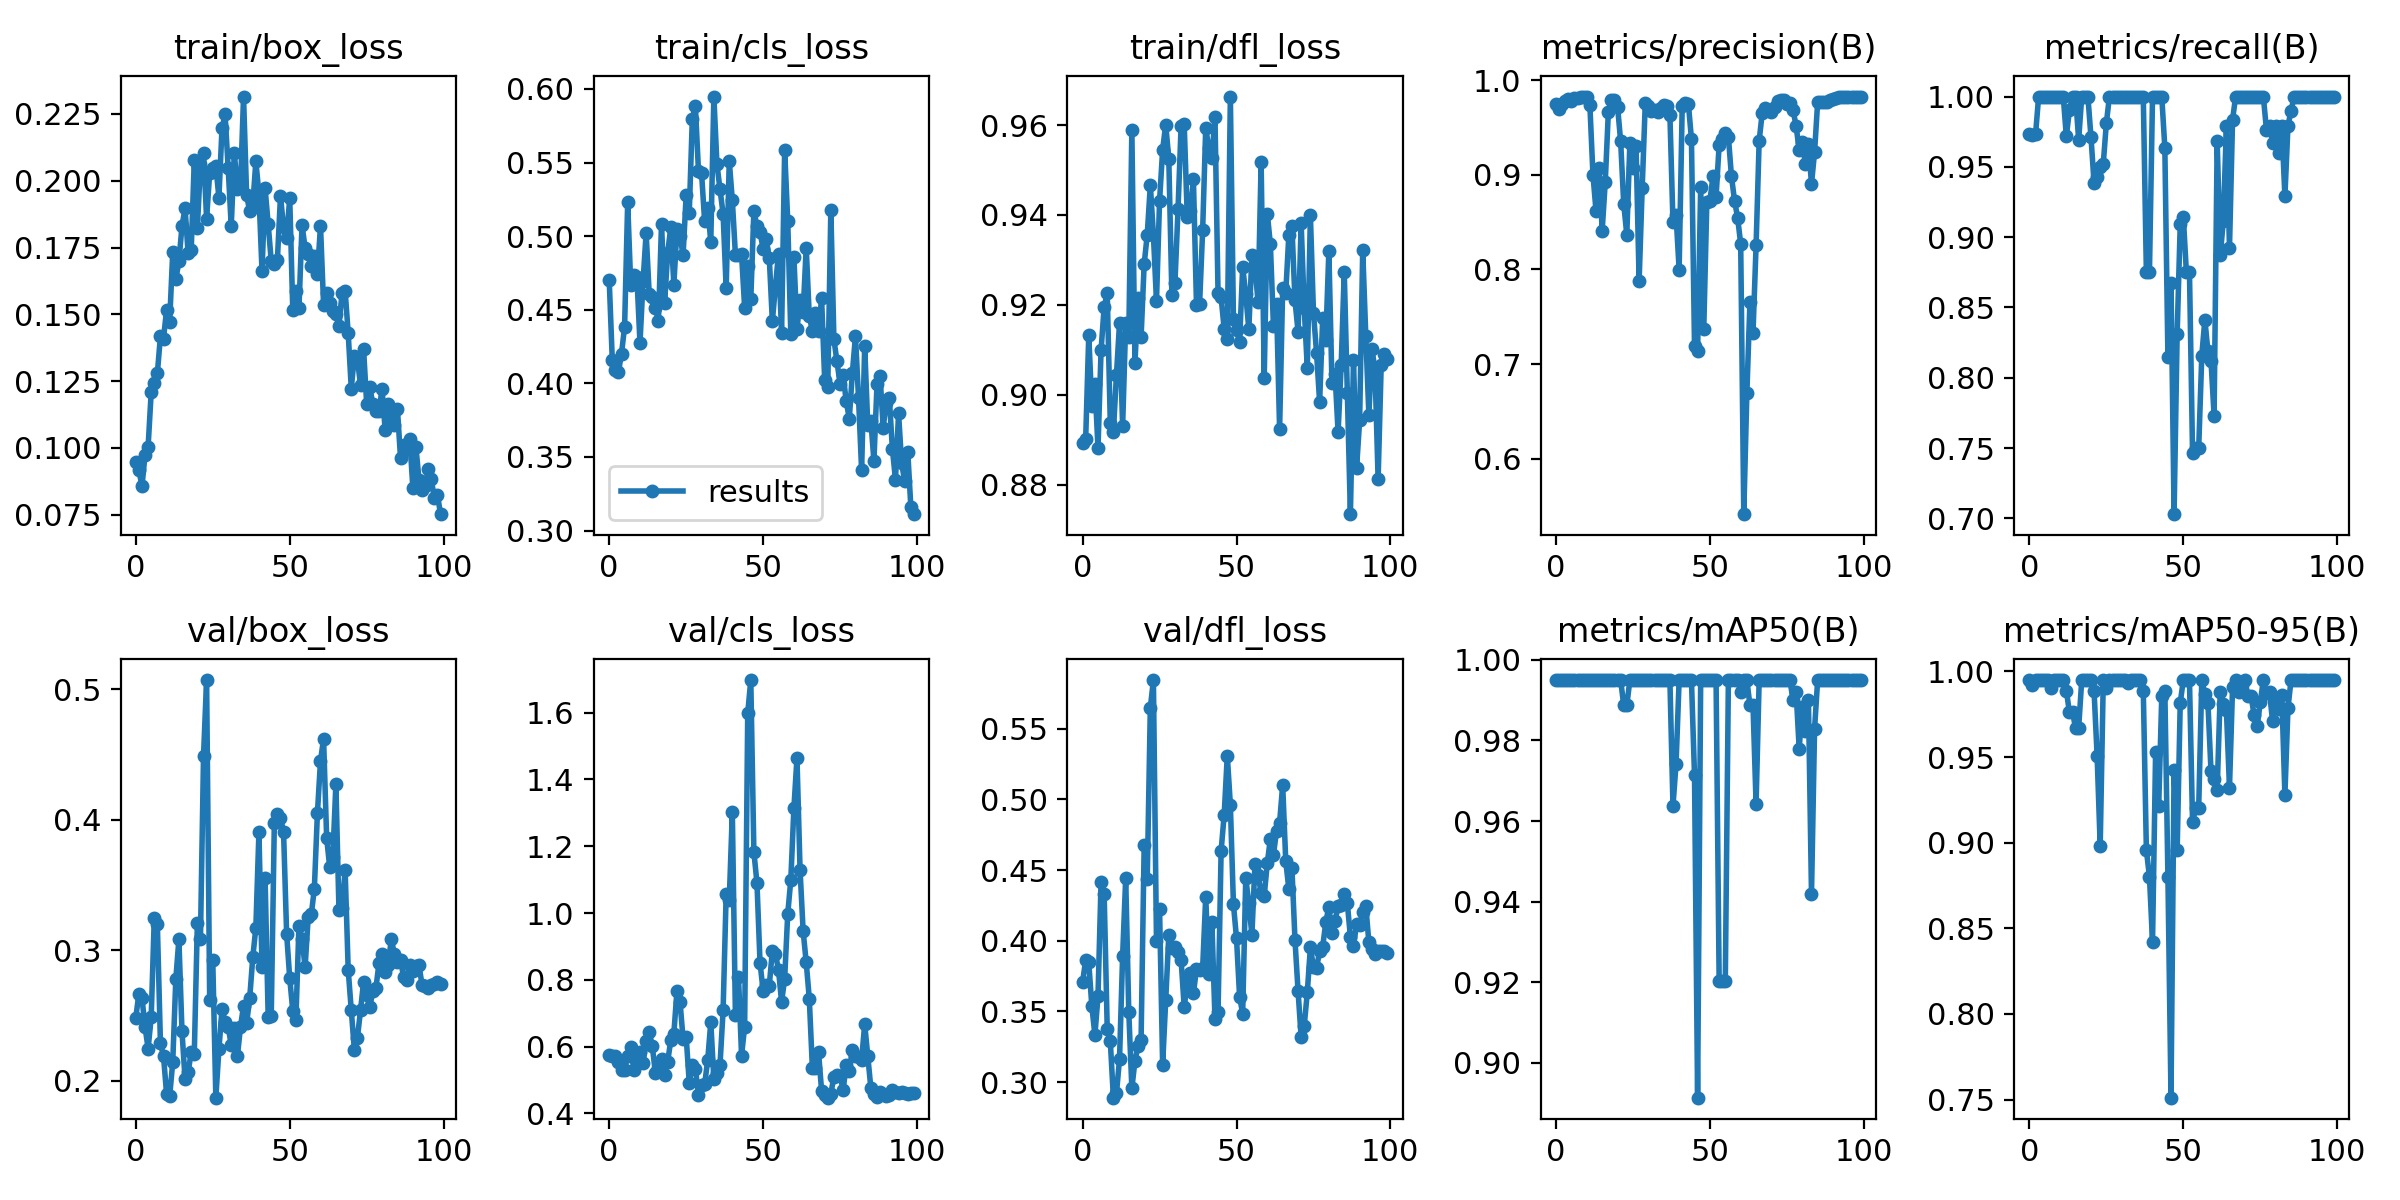 train/box_loss
0.225
0.200
0.175
0.150
0.125
0.100
0.075
0 50 100
train/cls_loss
0.60
0.55
0.50
0.45
0.40
0.35
0.30
results
0 50 100
train/dfl_loss
0.96
0.94
0.92
0.90
0.88
0 50 100
metrics/precision(B)
1.0
0.9
0.8
0.7
0.6
0 50 100
metrics/recall(B)
1.00
0.95
0.90
0.85
0.80
0.75
0.70
0 50 100
val/box_loss
0.5
0.4
0.3
0.2
0 50 100
val/cls_loss
1.6
1.4
1.2
1.0
0.8
0.6
0.4
0 50 100
val/dfl_loss
0.55
0.50
0.45
0.40
0.35
0.30
0 50 100
metrics/mAP50(B)
1.00
0.98
0.96
0.94
0.92
0.90
0 50 100
metrics/mAP50-95(B)
1.00
0.95
0.90
0.85
0.80
0.75
0 50 100